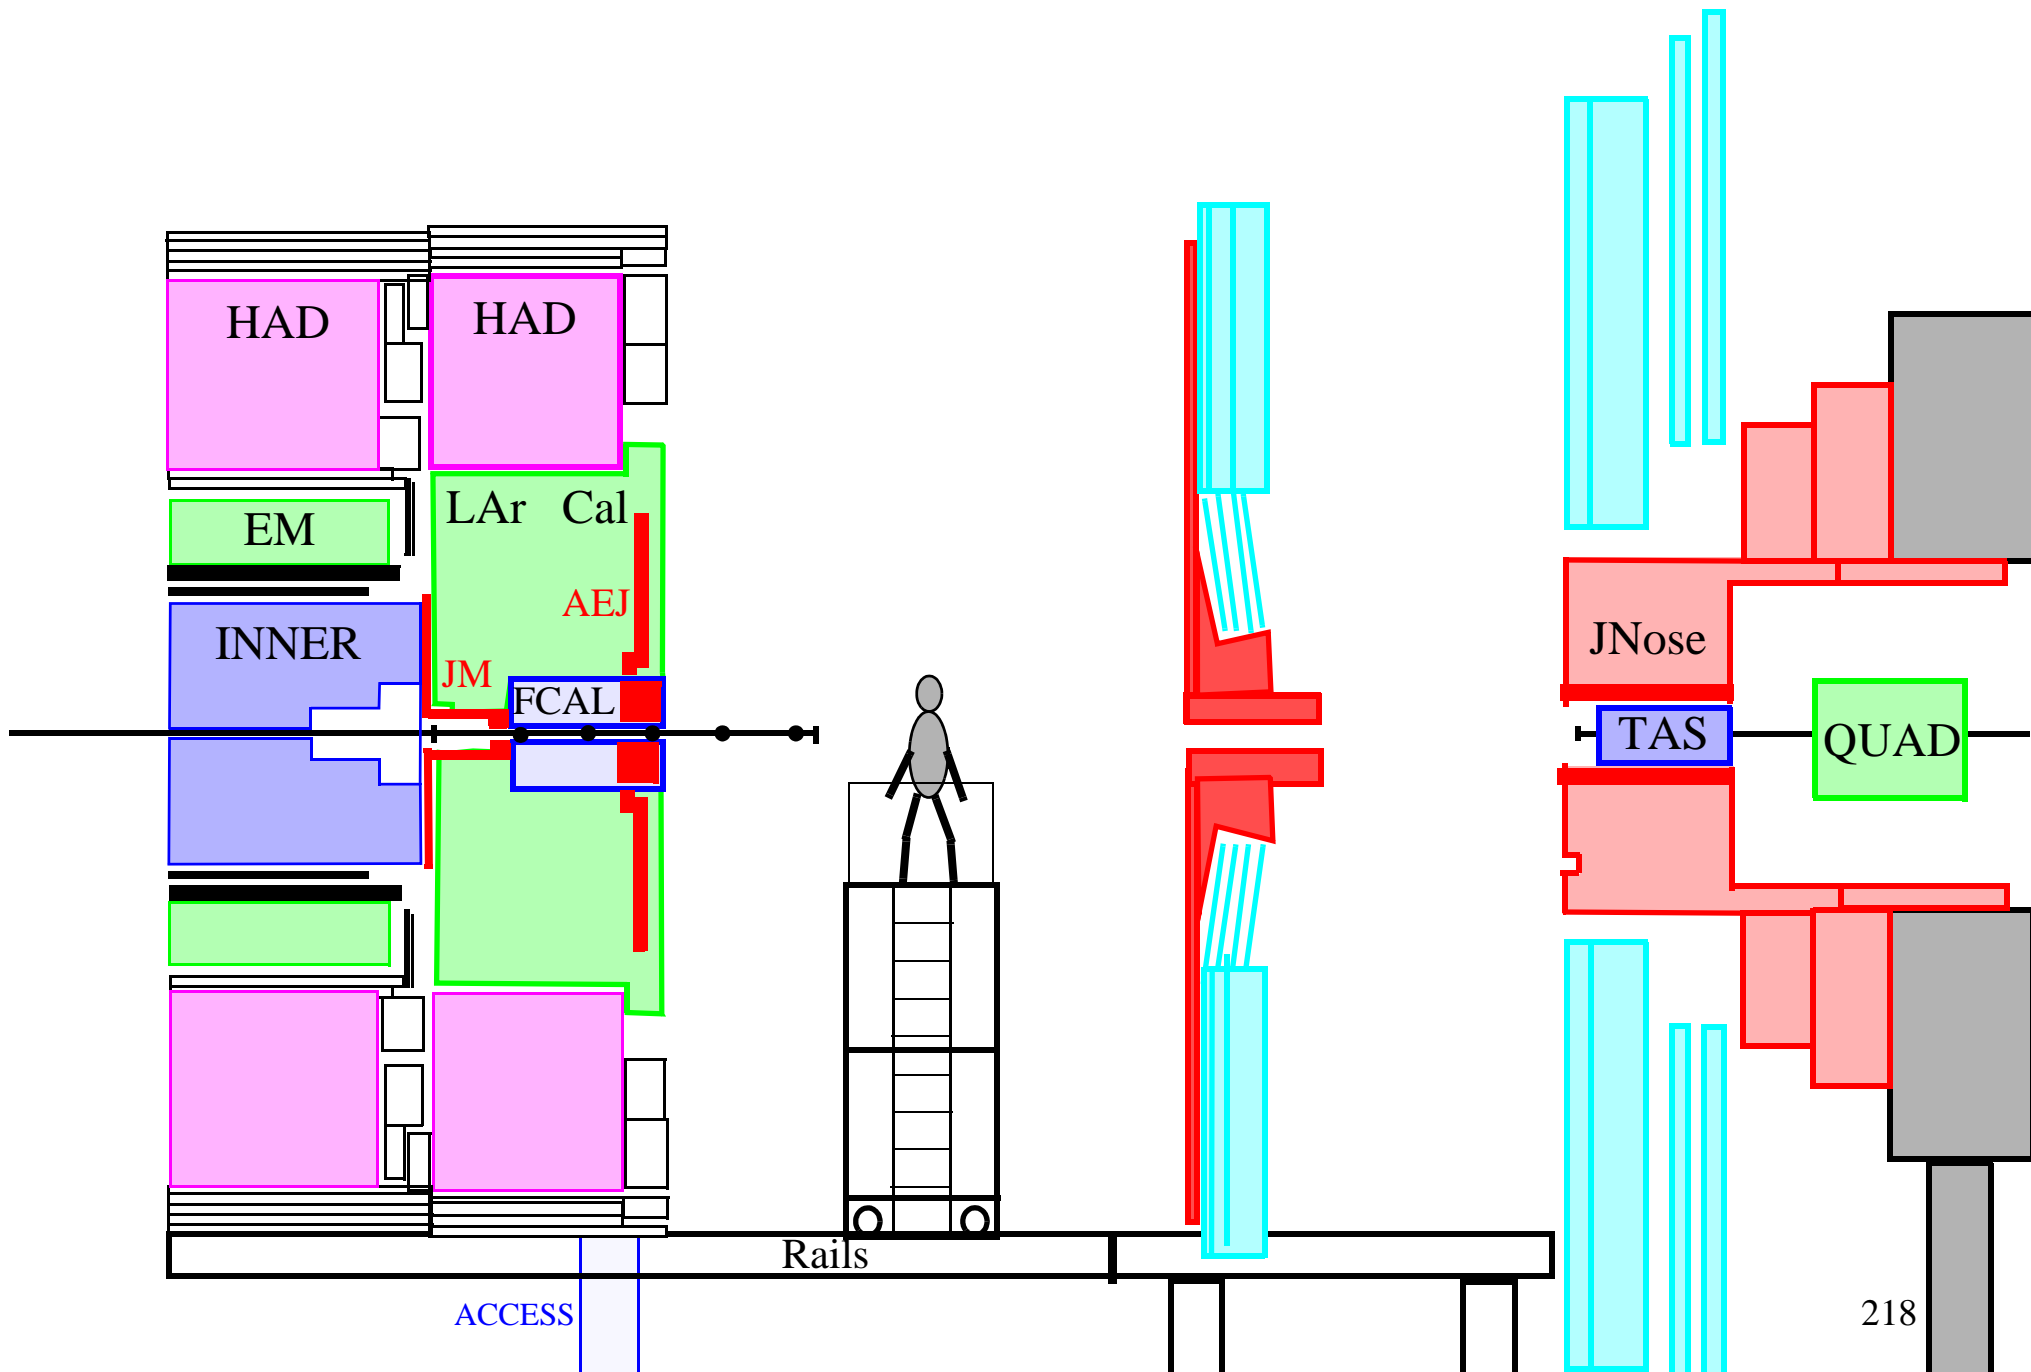 HAD HAD
LAr Cal
EM
AEJ
INNER
JNose
JM
FCAL
TAS
QUAD
Rails
ACCESS
218